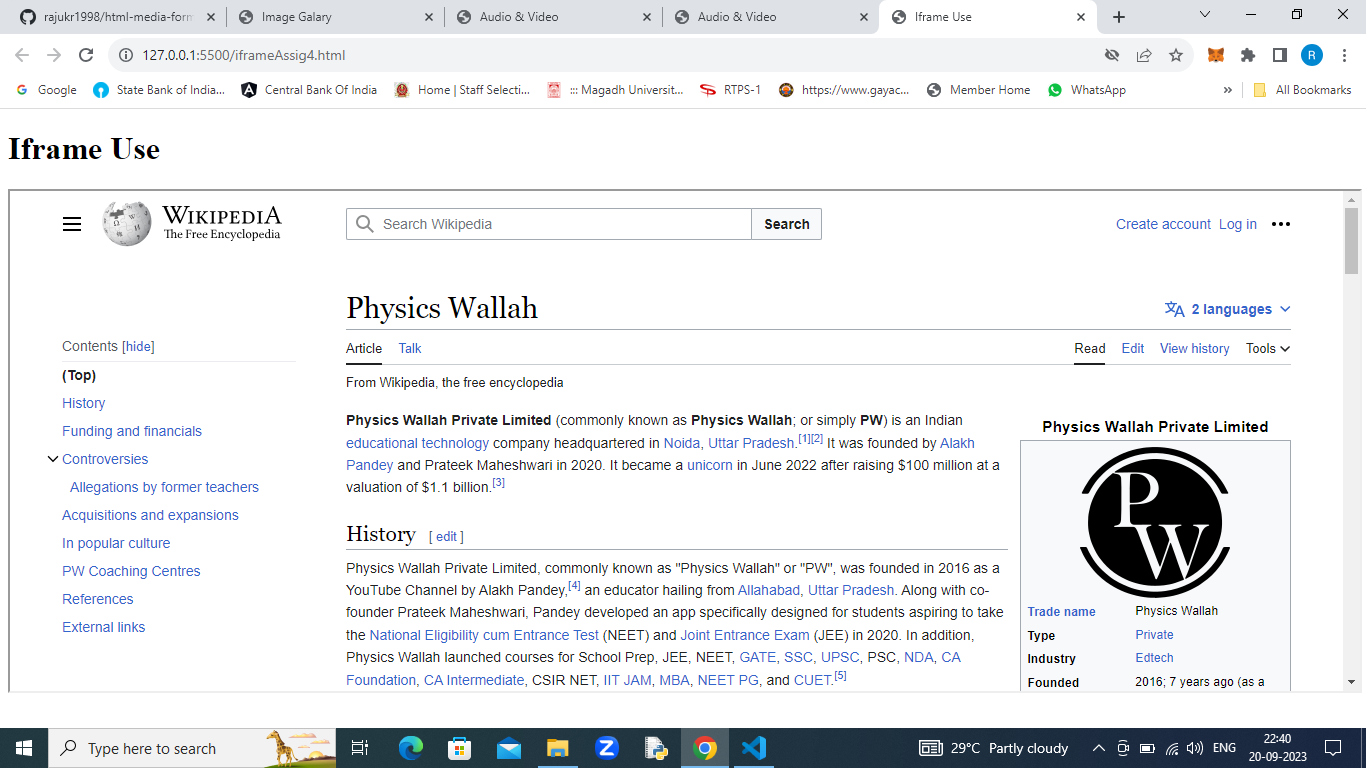 rajukr1998/html-media-form
Image Galary
Audio & Video
Audio & Video
Iframe Use
127.0.0.1:5500/iframeAssig4.html
R
Google
State Bank of India...
Central Bank Of India
Home | Staff Selecti...
::: Magadh Universit...
RTPS-1
https://www.gayac...
Member Home
WhatsApp
»
All Bookmarks
Iframe Use
WIKIPEDIA
The Free Encyclopedia
Search Wikipedia
Search
Create account Log in
Physics Wallah
2 languages
Contents [hide]
(Top)
History
Funding and financials
Controversies
Allegations by former teachers
Acquisitions and expansions
In popular culture
PW Coaching Centres
References
External links
Article Talk
Read Edit View history Tools
From Wikipedia, the free encyclopedia
Physics Wallah Private Limited (commonly known as Physics Wallah; or simply PW) is an Indian
educational technology company headquartered in Noida, Uttar Pradesh.[1][2] It was founded by Alakh
Pandey and Prateek Maheshwari in 2020. It became a unicorn in June 2022 after raising $100 million at a
valuation of $1.1 billion.[3]
History [ edit ]
Physics Wallah Private Limited, commonly known as "Physics Wallah" or "PW", was founded in 2016 as a
YouTube Channel by Alakh Pandey,[4] an educator hailing from Allahabad, Uttar Pradesh. Along with co-
founder Prateek Maheshwari, Pandey developed an app specifically designed for students aspiring to take
the National Eligibility cum Entrance Test (NEET) and Joint Entrance Exam (JEE) in 2020. In addition,
Physics Wallah launched courses for School Prep, JEE, NEET, GATE, SSC, UPSC, PSC, NDA, CA
Foundation, CA Intermediate, CSIR NET, IIT JAM, MBA, NEET PG, and CUET.[5]
Physics Wallah Private Limited
PW
Trade name Physics Wallah
Type Private
Industry Edtech
Founded 2016; 7 years ago (as a
Type here to search
29°C Partly cloudy
ENG
22:40
20-09-2023